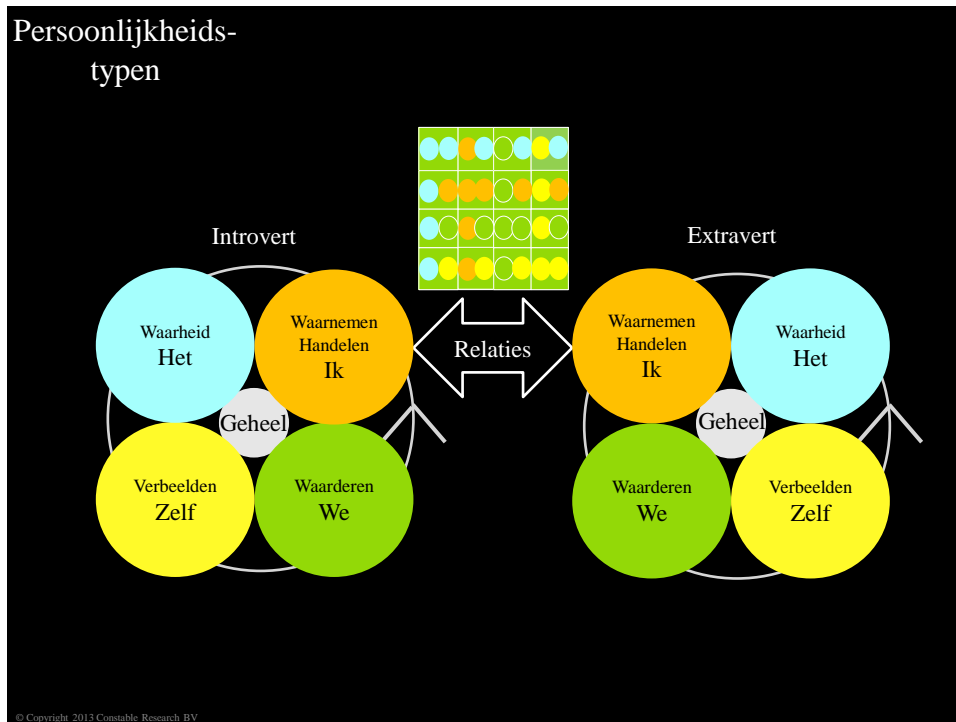 Persoonlijkheids-
typen
Introvert
Extravert
Waarheid
Het
Waarnemen
Handelen
Ik
Relaties
Waarnemen
Handelen
Ik
Waarheid
Het
Geheel
Geheel
Verbeelden
Zelf
Waarderen
We
Waarderen
We
Verbeelden
Zelf
© Copyright 2013 Constable Research BV